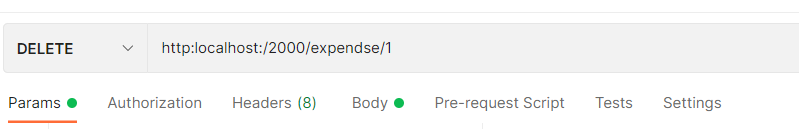 DELETE http:localhost:/2000/expendse/1
Params Authorization Headers (8) Body Pre-request Script Tests Settings